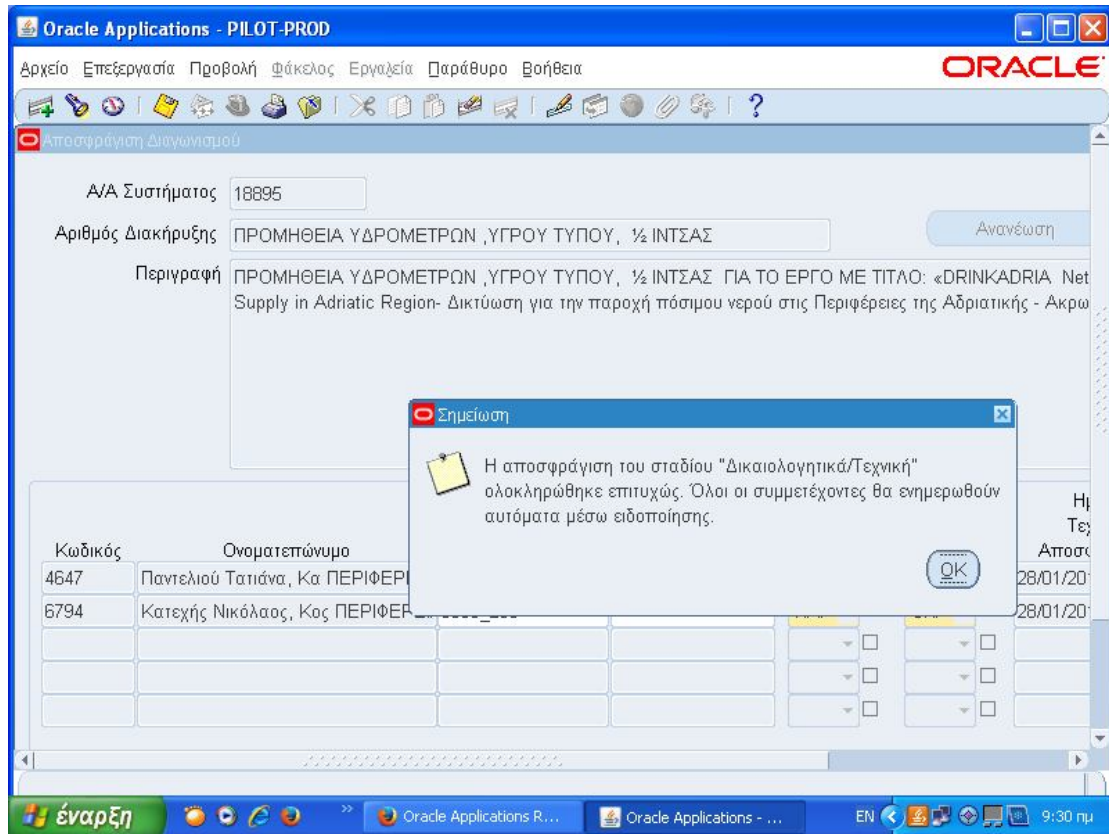 Oracle Applications - PILOT-PROD
Αρχείο Επεξεργασία Προβολή Φάκελος Εργαλεία Παράθυρο Βοήθεια
ORACLE
Αποσφράγιση Διαγωνισμού
Α/Α Συστήματος 18895
Αριθμός Διακήρυξης ΠΡΟΜΗΘΕΙΑ ΥΔΡΟΜΕΤΡΩΝ ,ΥΓΡΟΥ ΤΥΠΟΥ, ½ ΙΝΤΣΑΣ
Ανανέωση
Περιγραφή ΠΡΟΜΗΘΕΙΑ ΥΔΡΟΜΕΤΡΩΝ ,ΥΓΡΟΥ ΤΥΠΟΥ, ½ ΙΝΤΣΑΣ ΓΙΑ ΤΟ ΕΡΓΟ ΜΕ ΤΙΤΛΟ: «DRINKADRIA Net
Supply in Adriatic Region- Δικτύωση για την παροχή πόσιμου νερού στις Περιφέρειες της Αδριατικής - Ακρω
Σημείωση
Η αποσφράγιση του σταδίου "Δικαιολογητικά/Τεχνική"
ολοκληρώθηκε επιτυχώς. Όλοι οι συμμετέχοντες θα ενημερωθούν
αυτόματα μέσω ειδοποίησης.
OK
Κωδικός Ονοματεπώνυμο
4647 Παντελιού Τατιάνα, Κα ΠΕΡΙΦΕΡΙ 28/01/20
6794 Κατεχής Νικόλαος, Κος ΠΕΡΙΦΕΡ 28/01/20
έναρξη Oracle Applications R... Oracle Applications - ... EN 9:30 πμ